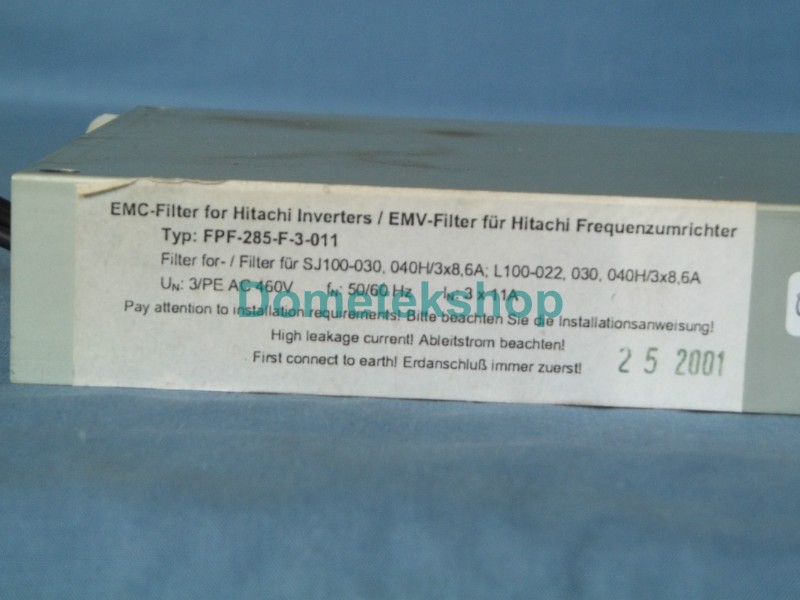 EMC-Filter for Hitachi Inverters / EMV-Filter für Hitachi Frequenzumrichter
Typ: FPF-285-F-3-011
Filter for- / Filter für SJ100-030, 040H/3x8,6A; L100-022, 030, 040H/3x8,6A
UN: 3/PE AC 460V fN: 50/60 Hz IN: 3 x 11A
Dometekshop
Pay attention to installation requirements! Bitte beachten Sie die Installationsanweisung!
High leakage current! Ableitstrom beachten!
First connect to earth! Erdanschluß immer zuerst!
2 5 2001